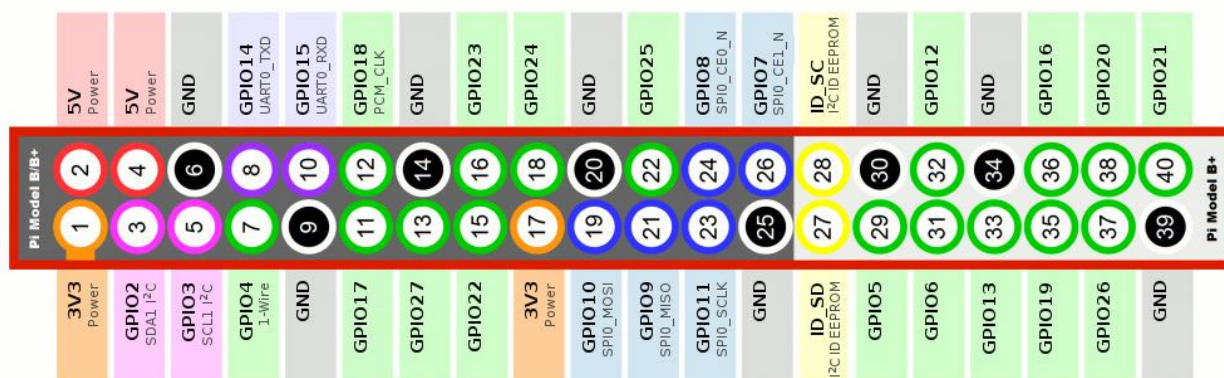 5V
Power
5V
Power
GND
GPIO14
UART0_TXD
GPIO15
UART0_RXD
GPIO18
PCM_CLK
GND
GPIO23
GPIO24
GND
GPIO25
GPIO8
SPI0_CE0_N
GPIO7
SPI0_CE1_N
ID_SC
I²C ID EEPROM
GND
GPIO12
GND
GPIO16
GPIO20
GPIO21
Pi Model B/B+
2 4 6 8 10 12 14 16 18 20 22 24 26 28 30 32 34 36 38 40
1 3 5 7 9 11 13 15 17 19 21 23 25 27 29 31 33 35 37 39
Pi Model B+
3V3
Power
GPIO2
SDA1 I²C
GPIO3
SCL1 I²C
GPIO4
1-Wire
GND
GPIO17
GPIO27
GPIO22
3V3
Power
GPIO10
SPI0_MOSI
GPIO9
SPI0_MISO
GPIO11
SPI0_SCLK
GND
ID_SD
I²C ID EEPROM
GPIO5
GPIO6
GPIO13
GPIO19
GPIO26
GND